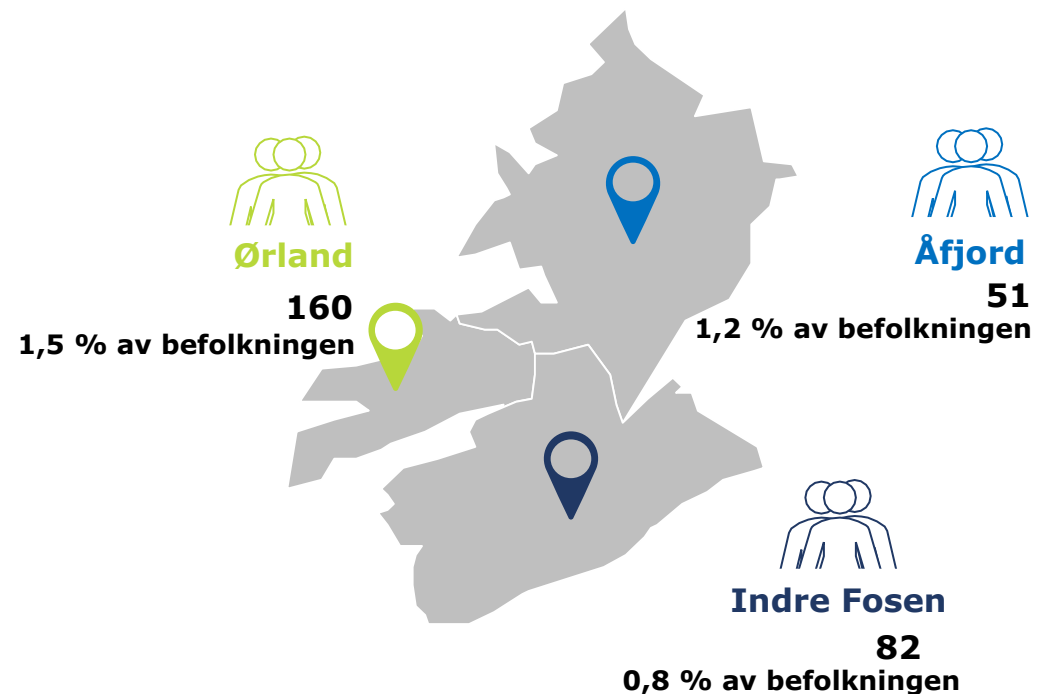 Ørland
160
1,5 % av befolkningen
Åfjord
51
1,2 % av befolkningen
Indre Fosen
82
0,8 % av befolkningen